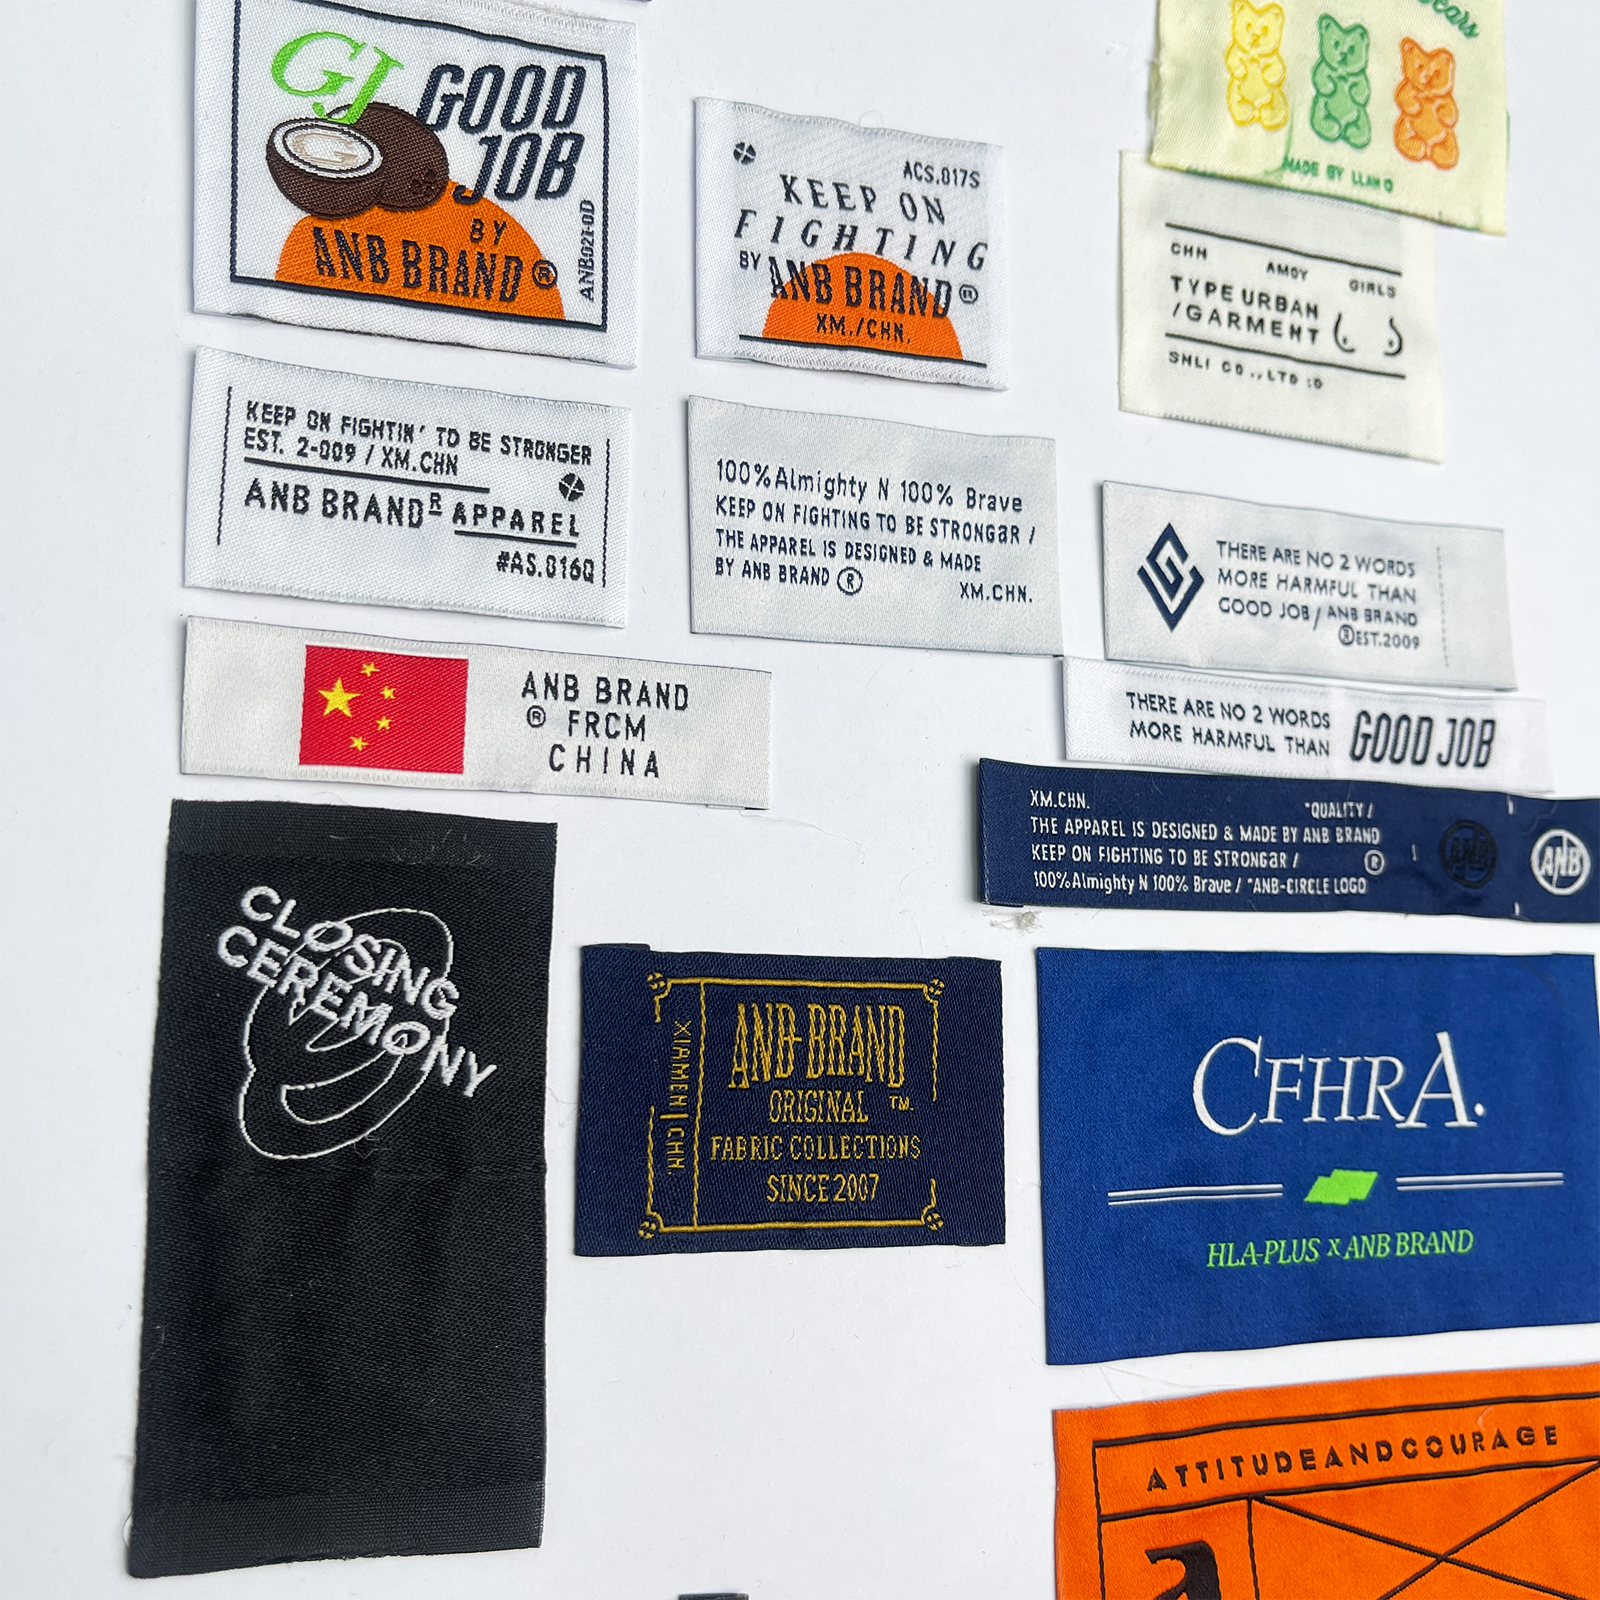 GJ
GOOD
JOB
G
BY
ANB BRAND®
ANB021-0D
ACS.017S
KEEP ON
FIGHTING
BY ANB BRAND®
XM./CHN.
MADE BY LLANO
CHN AMOY GIRLS
TYPE URBAN
/GARMENT
SNLI CO.,LTD
KEEP ON FIGHTIN' TO BE STRONGER
EST. 2-009 / XM.CHN
ANB BRAND® APPAREL
#AS.016Q
100%Almighty N 100% Brave
KEEP ON FIGHTING TO BE STRONGaR /
THE APPAREL IS DESIGNED & MADE
BY ANB BRAND ®
XM.CHN.
THERE ARE NO 2 WORDS
MORE HARMFUL THAN
GOOD JOB / ANB BRAND
®EST.2009
ANB BRAND
® FRCM
CHINA
THERE ARE NO 2 WORDS
MORE HARMFUL THAN
GOOD JOB
XM.CHN. "QUALITY /
THE APPAREL IS DESIGNED & MADE BY ANB BRAND
KEEP ON FIGHTING TO BE STRONGaR / ®
100%Almighty N 100% Brave / "ANB-CIRCLE LOGO
ANB
ANB
CLOSING
CEREMONY
XIAMEN | CHN.
ANB BRAND
ORIGINAL ™.
FABRIC COLLECTIONS
SINCE 2007
CFHRA.
HLA-PLUS x ANB BRAND
ATTITUDEANDCOURAGE